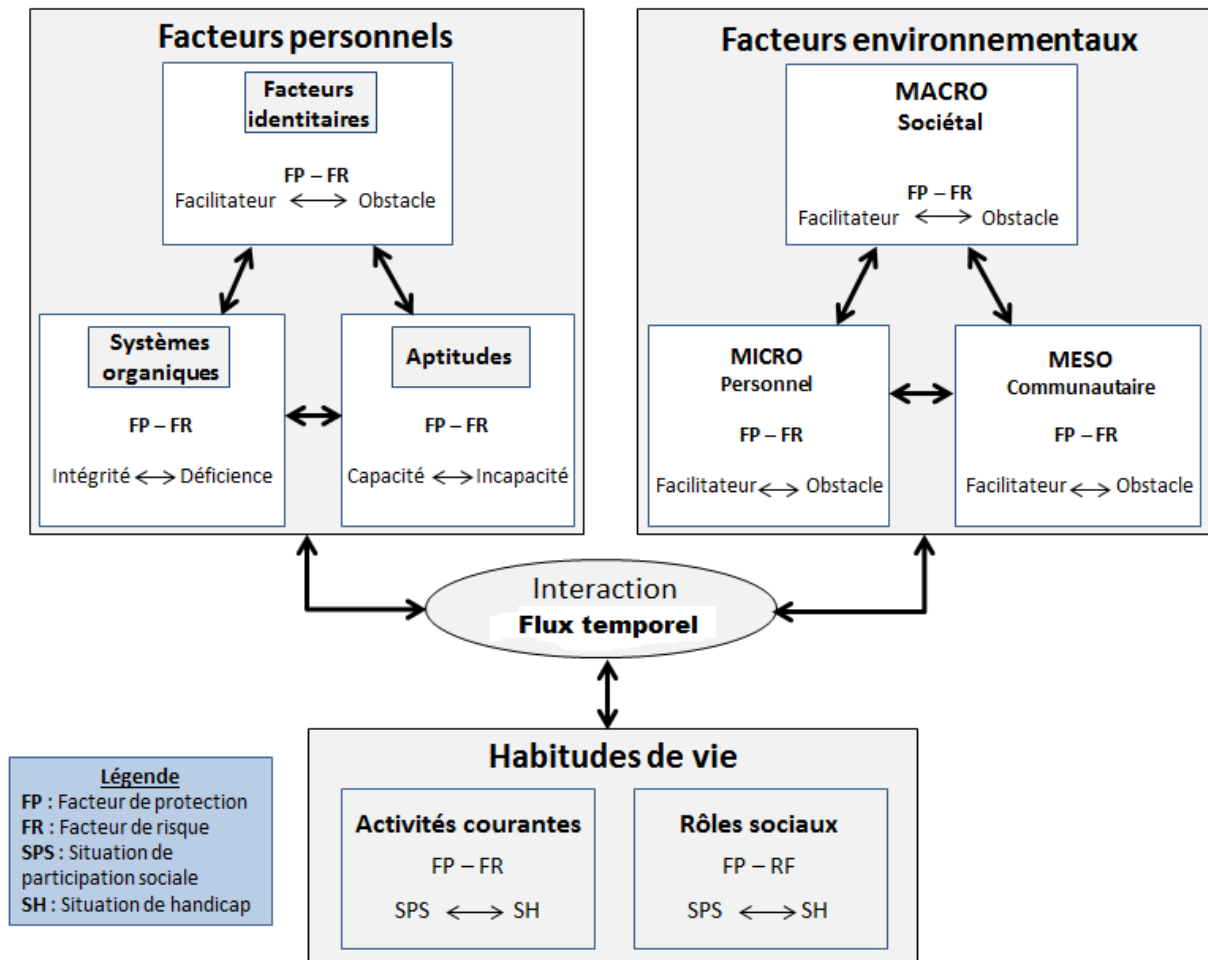 Facteurs personnels
Facteurs
identitaires
FP – FR
Facilitateur Obstacle
Systèmes
organiques
FP – FR
Intégrité Déficience
Aptitudes
FP – FR
Capacité Incapacité
Facteurs environnementaux
MACRO
Sociétal
FP – FR
Facilitateur Obstacle
MICRO
Personnel
FP – FR
Facilitateur Obstacle
MESO
Communautaire
FP – FR
Facilitateur Obstacle
Interaction
Flux temporel
Habitudes de vie
Activités courantes
FP – FR
SPS SH
Rôles sociaux
FP – RF
SPS SH
Légende
FP : Facteur de protection
FR : Facteur de risque
SPS : Situation de
participation sociale
SH : Situation de handicap